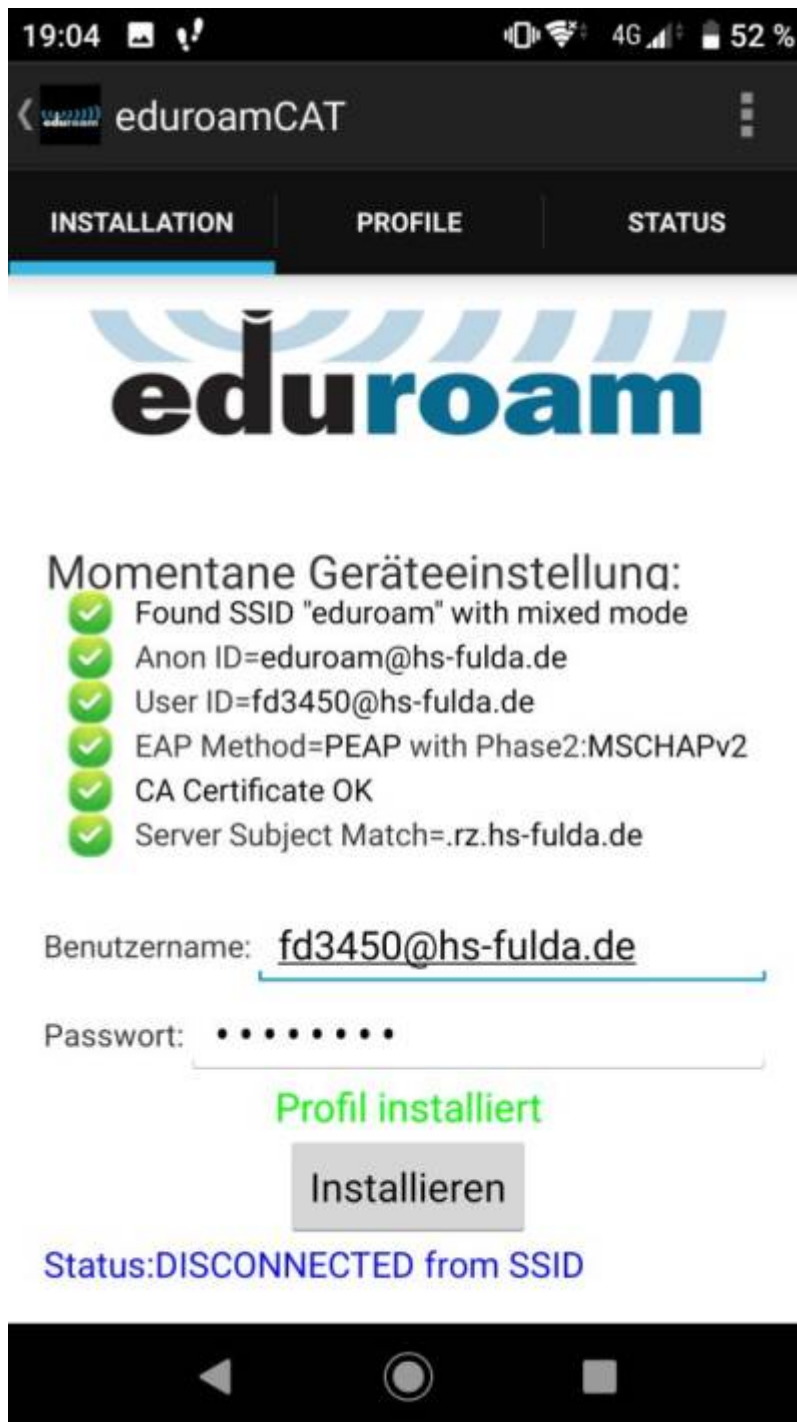 19:04 4G 52 %
eduroam eduroamCAT
INSTALLATION PROFILE STATUS
eduroam
Momentane Geräteeinstellung:
Found SSID "eduroam" with mixed mode
Anon ID=eduroam@hs-fulda.de
User ID=fd3450@hs-fulda.de
EAP Method=PEAP with Phase2:MSCHAPv2
CA Certificate OK
Server Subject Match=.rz.hs-fulda.de
Benutzername: fd3450@hs-fulda.de
Passwort: ••••••••
Profil installiert
Installieren
Status:DISCONNECTED from SSID